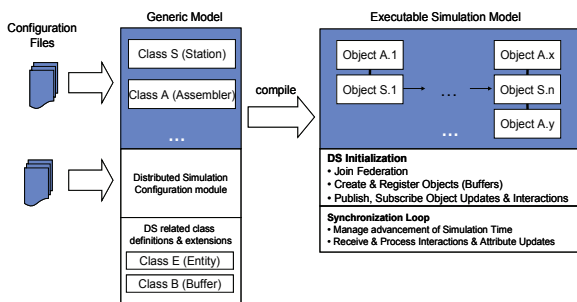 Generic Model
Executable Simulation Model
Configuration
Files
Class S (Station)
Class A (Assembler)
...
compile
Object A.1
Object S.1
...
Object A.x
Object S.n
Object A.y
...
Distributed Simulation
Configuration module
DS related class
definitions & extensions
Class E (Entity)
Class B (Buffer)
DS Initialization
• Join Federation
• Create & Register Objects (Buffers)
• Publish, Subscribe Object Updates & Interactions
Synchronization Loop
• Manage advancement of Simulation Time
• Receive & Process Interactions & Attribute Updates